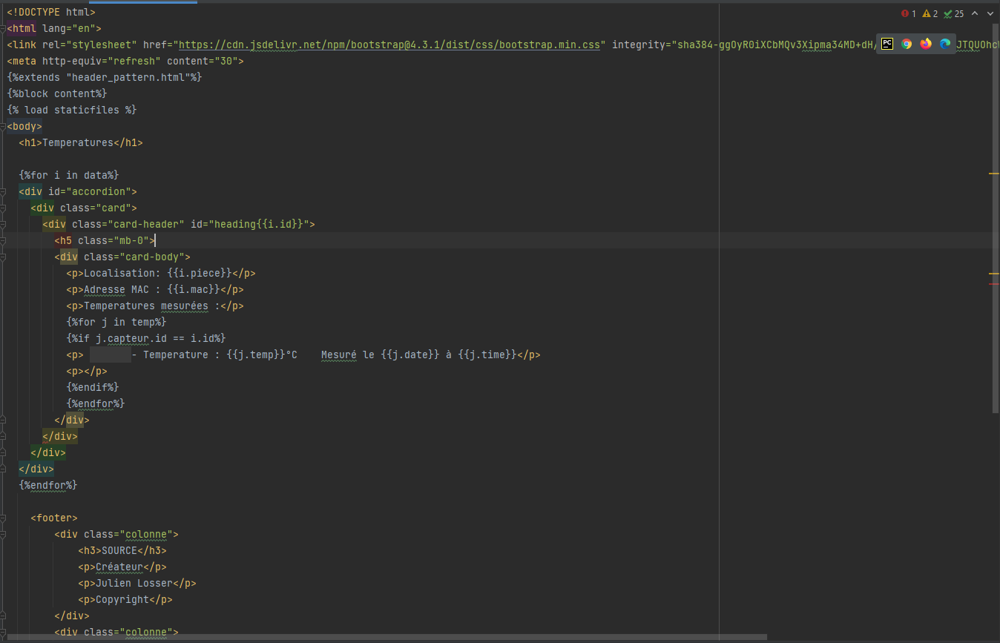 <!DOCTYPE html>
1 2 25
<html lang="en">
<link rel="stylesheet" href="https://cdn.jsdelivr.net/npm/bootstrap@4.3.1/dist/css/bootstrap.min.css" integrity="sha384-ggOyR0iXCbMQv3Xipma34MD+dH/ JTQUOhc
PC
<meta http-equiv="refresh" content="30">
{%extends "header_pattern.html"%}
{%block content%}
{% load staticfiles %}
<body>
<h1>Temperatures</h1>
{%for i in data%}
<div id="accordion">
<div class="card">
<div class="card-header" id="heading{{i.id}}">
<h5 class="mb-0">
<div class="card-body">
<p>Localisation: {{i.piece}}</p>
<p>Adresse MAC : {{i.mac}}</p>
<p>Temperatures mesurées :</p>
{%for j in temp%}
{%if j.capteur.id == i.id%}
<p> - Temperature : {{j.temp}}°C Mesuré le {{j.date}} à {{j.time}}</p>
<p></p>
{%endif%}
{%endfor%}
</div>
</div>
</div>
</div>
{%endfor%}
<footer>
<div class="colonne">
<h3>SOURCE</h3>
<p>Créateur</p>
<p>Julien Losser</p>
<p>Copyright</p>
</div>
<div class="colonne">